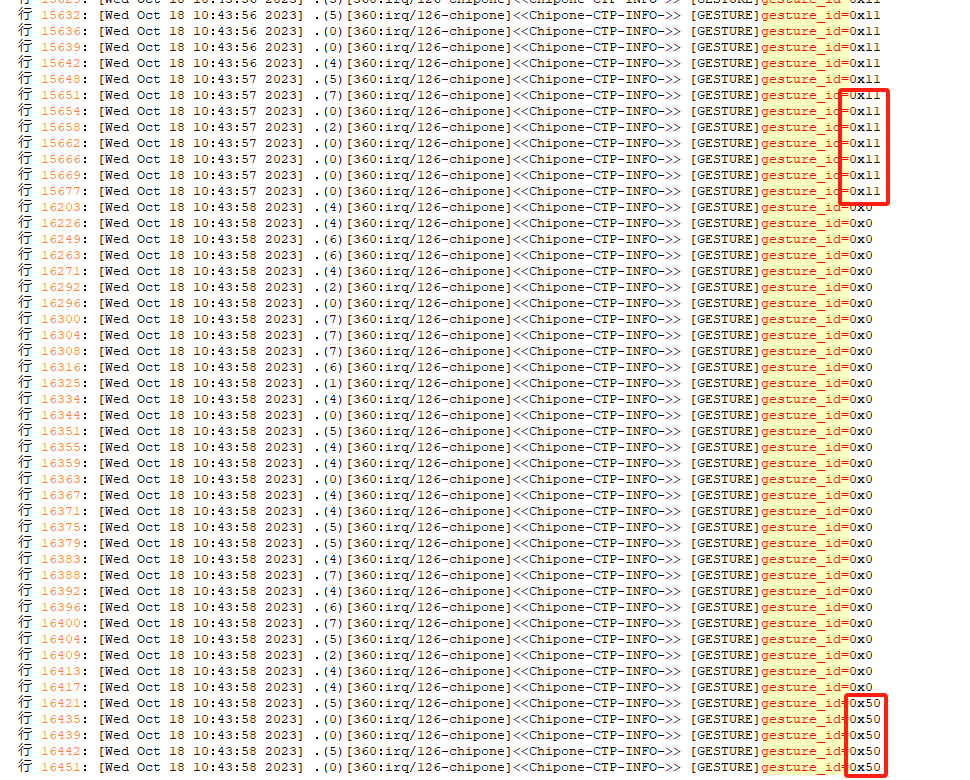 行 15632: [Wed Oct 18 10:43:56 2023] .(5)[360:irq/126-chipone]<<Chipone-CTP-INFO->> [GESTURE]gesture_id=0x11
行 15636: [Wed Oct 18 10:43:56 2023] .(0)[360:irq/126-chipone]<<Chipone-CTP-INFO->> [GESTURE]gesture_id=0x11
行 15639: [Wed Oct 18 10:43:56 2023] .(0)[360:irq/126-chipone]<<Chipone-CTP-INFO->> [GESTURE]gesture_id=0x11
行 15642: [Wed Oct 18 10:43:56 2023] .(4)[360:irq/126-chipone]<<Chipone-CTP-INFO->> [GESTURE]gesture_id=0x11
行 15648: [Wed Oct 18 10:43:57 2023] .(5)[360:irq/126-chipone]<<Chipone-CTP-INFO->> [GESTURE]gesture_id=0x11
行 15651: [Wed Oct 18 10:43:57 2023] .(7)[360:irq/126-chipone]<<Chipone-CTP-INFO->> [GESTURE]gesture_id=0x11
行 15654: [Wed Oct 18 10:43:57 2023] .(0)[360:irq/126-chipone]<<Chipone-CTP-INFO->> [GESTURE]gesture_id=0x11
行 15658: [Wed Oct 18 10:43:57 2023] .(2)[360:irq/126-chipone]<<Chipone-CTP-INFO->> [GESTURE]gesture_id=0x11
行 15662: [Wed Oct 18 10:43:57 2023] .(0)[360:irq/126-chipone]<<Chipone-CTP-INFO->> [GESTURE]gesture_id=0x11
行 15666: [Wed Oct 18 10:43:57 2023] .(0)[360:irq/126-chipone]<<Chipone-CTP-INFO->> [GESTURE]gesture_id=0x11
行 15669: [Wed Oct 18 10:43:57 2023] .(0)[360:irq/126-chipone]<<Chipone-CTP-INFO->> [GESTURE]gesture_id=0x11
行 15677: [Wed Oct 18 10:43:57 2023] .(0)[360:irq/126-chipone]<<Chipone-CTP-INFO->> [GESTURE]gesture_id=0x11
行 16203: [Wed Oct 18 10:43:58 2023] .(4)[360:irq/126-chipone]<<Chipone-CTP-INFO->> [GESTURE]gesture_id=0x0
行 16226: [Wed Oct 18 10:43:58 2023] .(4)[360:irq/126-chipone]<<Chipone-CTP-INFO->> [GESTURE]gesture_id=0x0
行 16249: [Wed Oct 18 10:43:58 2023] .(6)[360:irq/126-chipone]<<Chipone-CTP-INFO->> [GESTURE]gesture_id=0x0
行 16263: [Wed Oct 18 10:43:58 2023] .(6)[360:irq/126-chipone]<<Chipone-CTP-INFO->> [GESTURE]gesture_id=0x0
行 16271: [Wed Oct 18 10:43:58 2023] .(4)[360:irq/126-chipone]<<Chipone-CTP-INFO->> [GESTURE]gesture_id=0x0
行 16292: [Wed Oct 18 10:43:58 2023] .(2)[360:irq/126-chipone]<<Chipone-CTP-INFO->> [GESTURE]gesture_id=0x0
行 16296: [Wed Oct 18 10:43:58 2023] .(0)[360:irq/126-chipone]<<Chipone-CTP-INFO->> [GESTURE]gesture_id=0x0
行 16300: [Wed Oct 18 10:43:58 2023] .(7)[360:irq/126-chipone]<<Chipone-CTP-INFO->> [GESTURE]gesture_id=0x0
行 16304: [Wed Oct 18 10:43:58 2023] .(7)[360:irq/126-chipone]<<Chipone-CTP-INFO->> [GESTURE]gesture_id=0x0
行 16308: [Wed Oct 18 10:43:58 2023] .(7)[360:irq/126-chipone]<<Chipone-CTP-INFO->> [GESTURE]gesture_id=0x0
行 16316: [Wed Oct 18 10:43:58 2023] .(6)[360:irq/126-chipone]<<Chipone-CTP-INFO->> [GESTURE]gesture_id=0x0
行 16325: [Wed Oct 18 10:43:58 2023] .(1)[360:irq/126-chipone]<<Chipone-CTP-INFO->> [GESTURE]gesture_id=0x0
行 16334: [Wed Oct 18 10:43:58 2023] .(4)[360:irq/126-chipone]<<Chipone-CTP-INFO->> [GESTURE]gesture_id=0x0
行 16344: [Wed Oct 18 10:43:58 2023] .(0)[360:irq/126-chipone]<<Chipone-CTP-INFO->> [GESTURE]gesture_id=0x0
行 16351: [Wed Oct 18 10:43:58 2023] .(5)[360:irq/126-chipone]<<Chipone-CTP-INFO->> [GESTURE]gesture_id=0x0
行 16355: [Wed Oct 18 10:43:58 2023] .(4)[360:irq/126-chipone]<<Chipone-CTP-INFO->> [GESTURE]gesture_id=0x0
行 16359: [Wed Oct 18 10:43:58 2023] .(4)[360:irq/126-chipone]<<Chipone-CTP-INFO->> [GESTURE]gesture_id=0x0
行 16363: [Wed Oct 18 10:43:58 2023] .(0)[360:irq/126-chipone]<<Chipone-CTP-INFO->> [GESTURE]gesture_id=0x0
行 16367: [Wed Oct 18 10:43:58 2023] .(4)[360:irq/126-chipone]<<Chipone-CTP-INFO->> [GESTURE]gesture_id=0x0
行 16371: [Wed Oct 18 10:43:58 2023] .(4)[360:irq/126-chipone]<<Chipone-CTP-INFO->> [GESTURE]gesture_id=0x0
行 16375: [Wed Oct 18 10:43:58 2023] .(5)[360:irq/126-chipone]<<Chipone-CTP-INFO->> [GESTURE]gesture_id=0x0
行 16379: [Wed Oct 18 10:43:58 2023] .(5)[360:irq/126-chipone]<<Chipone-CTP-INFO->> [GESTURE]gesture_id=0x0
行 16383: [Wed Oct 18 10:43:58 2023] .(4)[360:irq/126-chipone]<<Chipone-CTP-INFO->> [GESTURE]gesture_id=0x0
行 16388: [Wed Oct 18 10:43:58 2023] .(7)[360:irq/126-chipone]<<Chipone-CTP-INFO->> [GESTURE]gesture_id=0x0
行 16392: [Wed Oct 18 10:43:58 2023] .(4)[360:irq/126-chipone]<<Chipone-CTP-INFO->> [GESTURE]gesture_id=0x0
行 16396: [Wed Oct 18 10:43:58 2023] .(6)[360:irq/126-chipone]<<Chipone-CTP-INFO->> [GESTURE]gesture_id=0x0
行 16400: [Wed Oct 18 10:43:58 2023] .(7)[360:irq/126-chipone]<<Chipone-CTP-INFO->> [GESTURE]gesture_id=0x0
行 16404: [Wed Oct 18 10:43:58 2023] .(5)[360:irq/126-chipone]<<Chipone-CTP-INFO->> [GESTURE]gesture_id=0x0
行 16409: [Wed Oct 18 10:43:58 2023] .(2)[360:irq/126-chipone]<<Chipone-CTP-INFO->> [GESTURE]gesture_id=0x0
行 16413: [Wed Oct 18 10:43:58 2023] .(4)[360:irq/126-chipone]<<Chipone-CTP-INFO->> [GESTURE]gesture_id=0x0
行 16417: [Wed Oct 18 10:43:58 2023] .(4)[360:irq/126-chipone]<<Chipone-CTP-INFO->> [GESTURE]gesture_id=0x0
行 16421: [Wed Oct 18 10:43:58 2023] .(5)[360:irq/126-chipone]<<Chipone-CTP-INFO->> [GESTURE]gesture_id=0x50
行 16435: [Wed Oct 18 10:43:58 2023] .(0)[360:irq/126-chipone]<<Chipone-CTP-INFO->> [GESTURE]gesture_id=0x50
行 16439: [Wed Oct 18 10:43:58 2023] .(0)[360:irq/126-chipone]<<Chipone-CTP-INFO->> [GESTURE]gesture_id=0x50
行 16442: [Wed Oct 18 10:43:58 2023] .(5)[360:irq/126-chipone]<<Chipone-CTP-INFO->> [GESTURE]gesture_id=0x50
行 16451: [Wed Oct 18 10:43:58 2023] .(0)[360:irq/126-chipone]<<Chipone-CTP-INFO->> [GESTURE]gesture_id=0x50